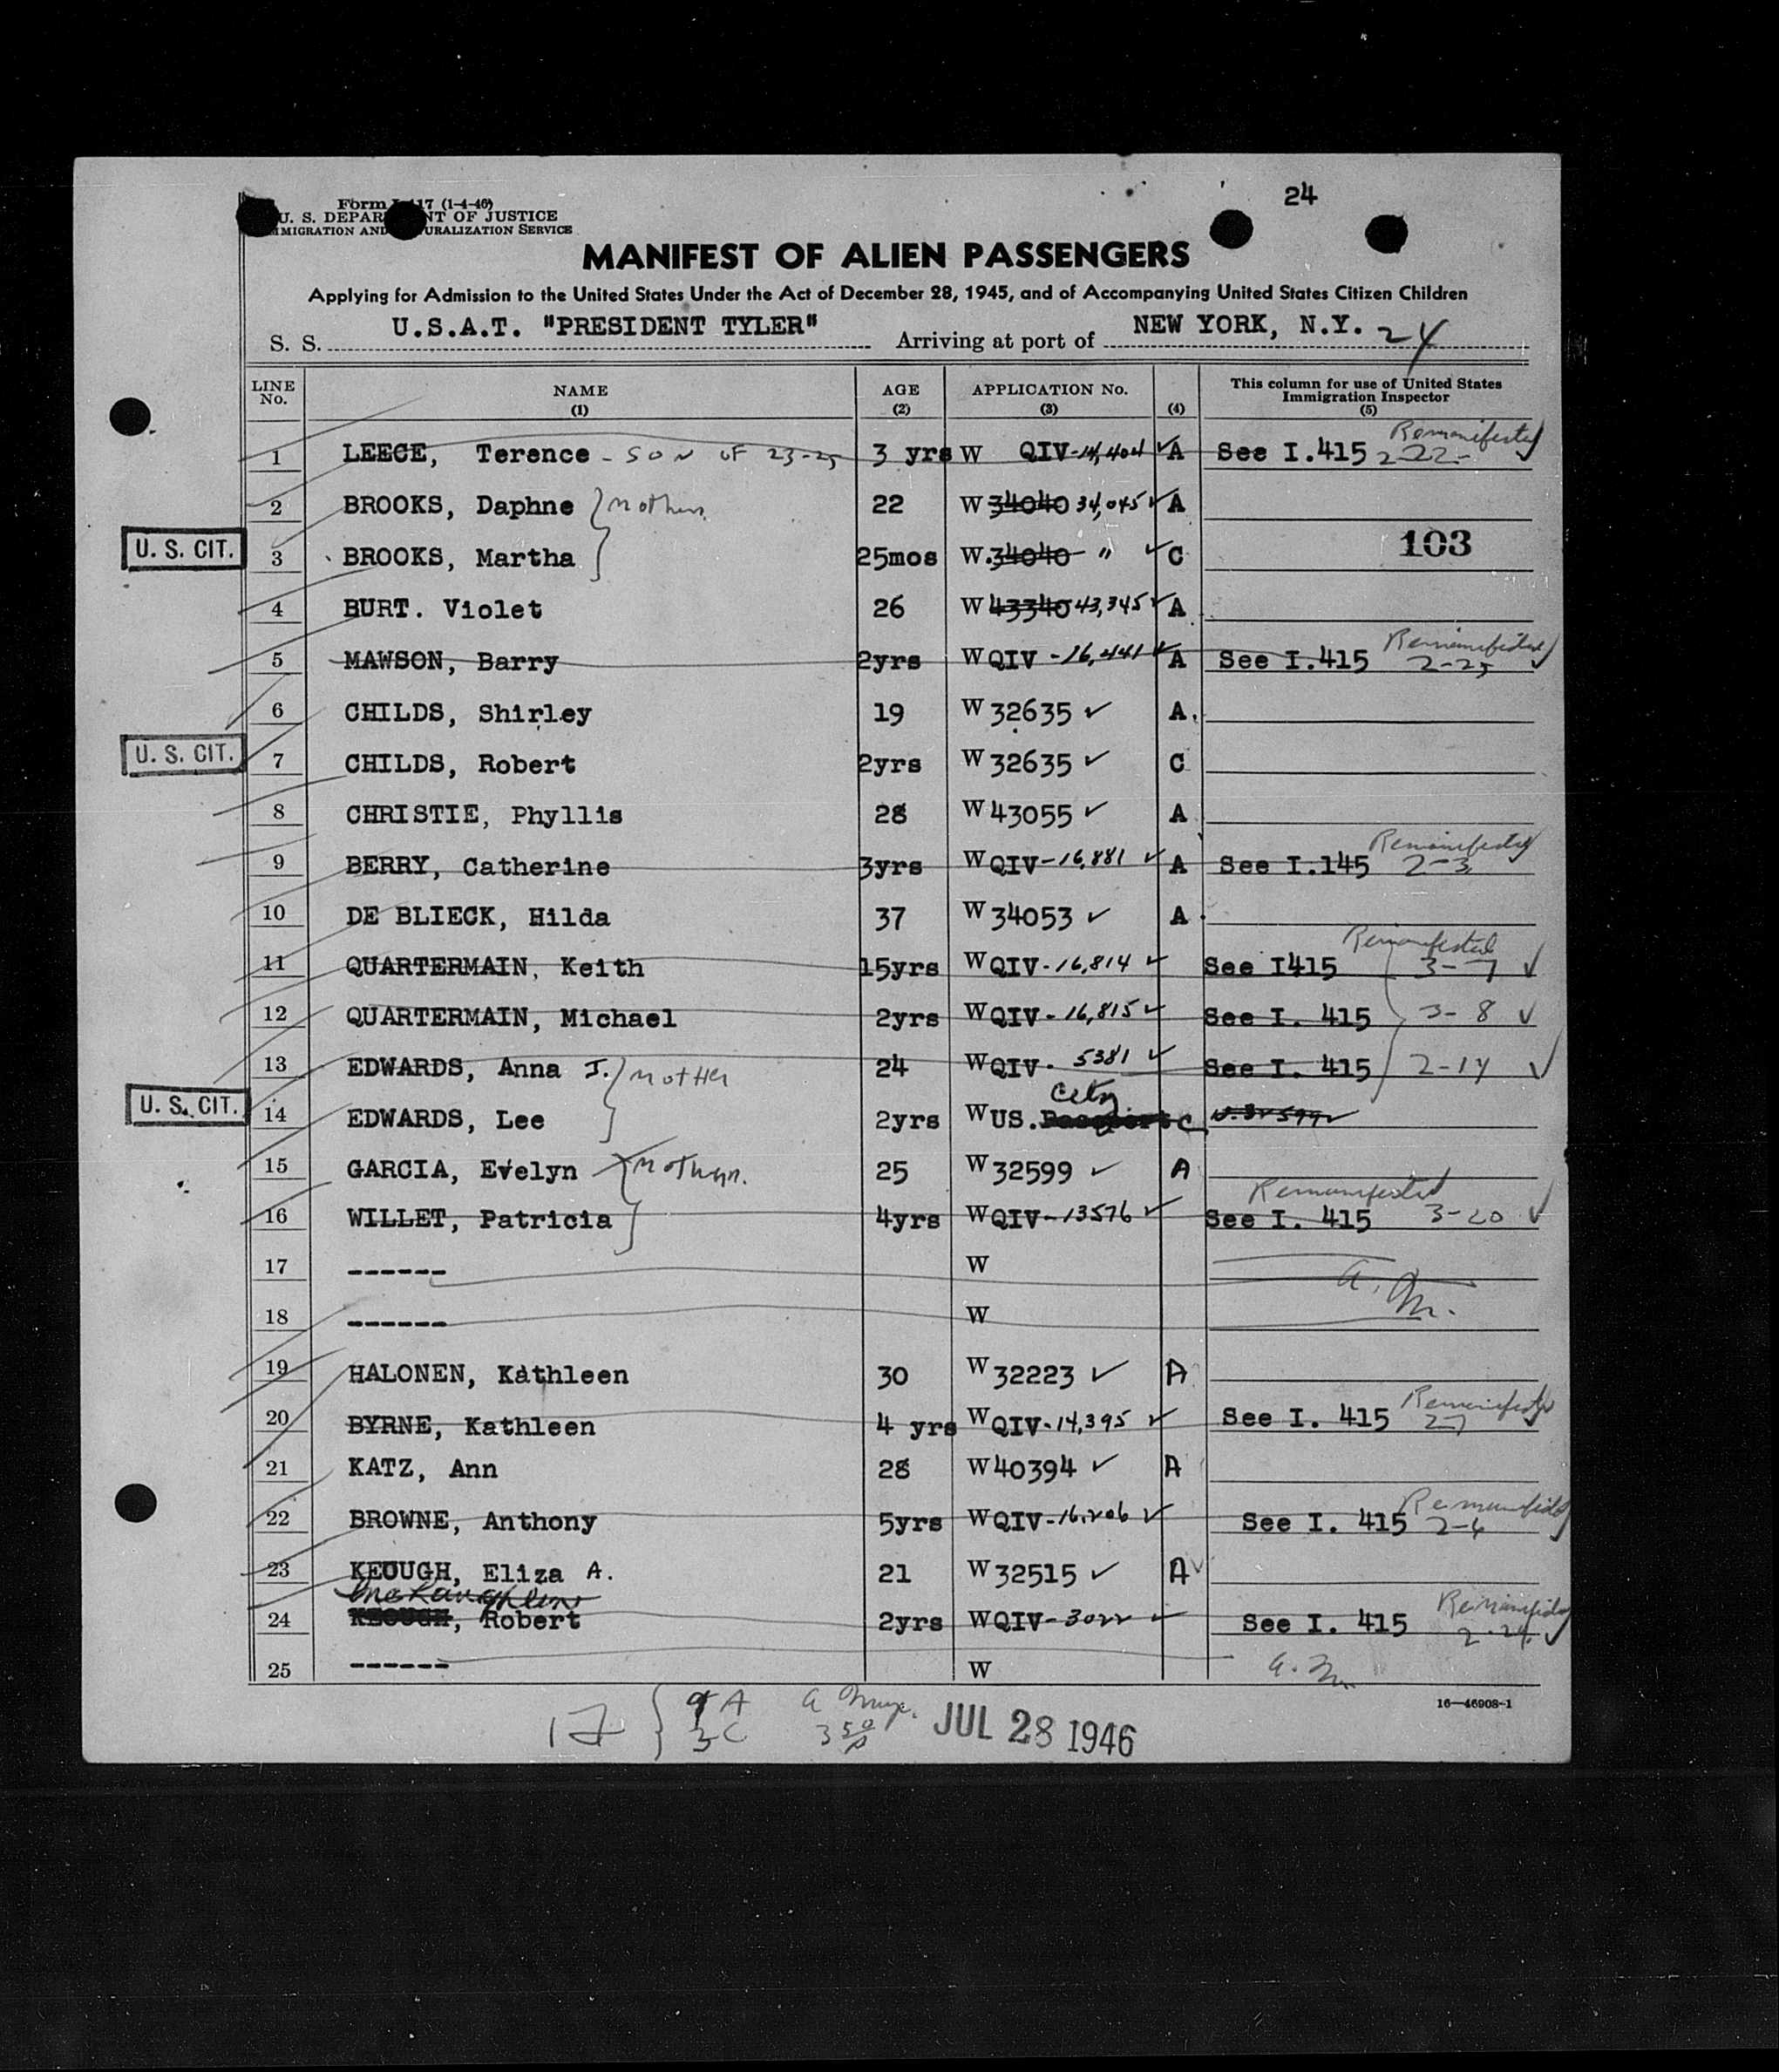 24
Form I-417 (1-4-46)
U. S. DEPARTMENT OF JUSTICE
IMMIGRATION AND NATURALIZATION SERVICE
MANIFEST OF ALIEN PASSENGERS
Applying for Admission to the United States Under the Act of December 28, 1945, and of Accompanying United States Citizen Children
S. S. U.S.A.T. "PRESIDENT TYLER" Arriving at port of NEW YORK, N.Y. 24
LINE No. NAME (1) AGE (2) APPLICATION No. (3) (4) This column for use of United States Immigration Inspector (5)
1 LEECE, Terence - SON OF 23-25 3 yrs W QIV-14,404 ✓ A See I.415 Remanifested 2-22-
2 BROOKS, Daphne } mother 22 W 34040 34,045 ✓ A
103
U. S. CIT. 3 BROOKS, Martha 25mos W. 34040 " ✓ C
4 BURT. Violet 26 W 43340 43,345 ✓ A
5 MAWSON, Barry 2yrs W QIV -16,441 ✓ A See I.415 Remanifested 2-25
6 CHILDS, Shirley 19 W 32635 ✓ A.
U. S. CIT. 7 CHILDS, Robert 2yrs W 32635 ✓ C
8 CHRISTIE, Phyllis 28 W 43055 ✓ A
9 BERRY, Catherine 3yrs W QIV-16,881 ✓ A See I.145 Remanifested 2-3
10 DE BLIECK, Hilda 37 W 34053 ✓ A
11 QUARTERMAIN, Keith 15yrs W QIV-16,814 ✓ See I415 Remanifested 3-7 ✓
12 QUARTERMAIN, Michael 2yrs W QIV-16,815 ✓ See I. 415 3-8 ✓
13 EDWARDS, Anna I. } mother 24 W QIV- 5381 ✓ See I. 415 2-14 ✓
U. S. CIT. 14 EDWARDS, Lee 2yrs W US. Passport C
15 GARCIA, Evelyn } mother 25 W 32599 ✓ A
16 WILLET, Patricia 4yrs W QIV-13576 ✓ See I. 415 Remanifested 3-20 ✓
17 ------ W A. M.
18 ------ W
19 HALONEN, Kathleen 30 W 32223 ✓ A
20 BYRNE, Kathleen 4 yrs W QIV-14,395 ✓ See I. 415 Remanifested 2-7
21 KATZ, Ann 28 W 40394 ✓ A
22 BROWNE, Anthony 5yrs W QIV-16,206 ✓ See I. 415 Remanifested 2-6
23 KEOUGH, Eliza A. 21 W 32515 ✓ A
24 KEOUGH, Robert 2yrs W QIV-3022 ✓ See I. 415 Remanifested 2-24
25 ------ W A. M.
16—46908-1
17 { 9 A
3 C
JUL 28 1946